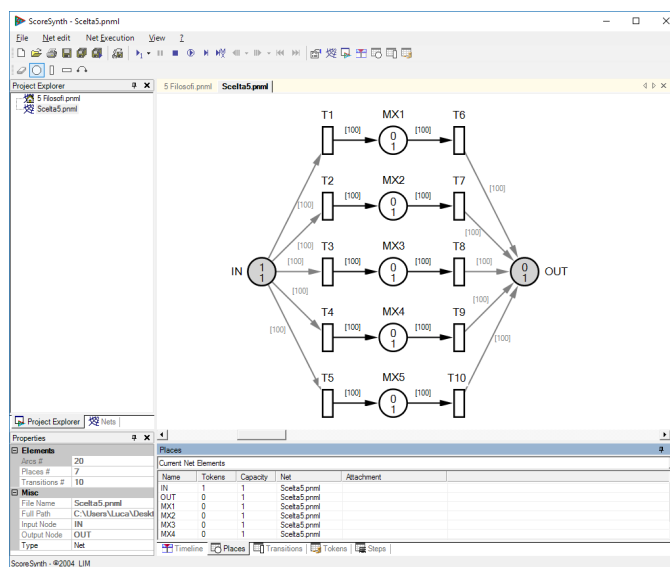 ScoreSynth - Scelta5.pnml
File Net edit Net Execution View ?
Project Explorer
5 Filosofi.pnml
Scelta5.pnml
5 Filosofi.pnml Scelta5.pnml
T1 MX1 T6
[100] 0 1 [100]
[100]
T2 MX2 T7
[100] [100] 0 1 [100] [100]
T3 MX3 T8
[100] [100] [100] 0 1 [100] [100]
IN 1 1
0 1 OUT
T4 MX4 T9
[100] [100] 0 1 [100] [100]
[100]
T5 MX5 T10
[100] 0 1 [100] [100]
Project Explorer Nets
Properties
Elements
Arcs # 20
Places # 7
Transitions # 10
Misc
File Name Scelta5.pnml
Full Path C:\Users\Luca\Deskt
Input Node IN
Output Node OUT
Type Net
Places
Current Net Elements
Name Tokens Capacity Net Attachment
IN 1 1 Scelta5.pnml
OUT 0 1 Scelta5.pnml
MX1 0 1 Scelta5.pnml
MX2 0 1 Scelta5.pnml
MX3 0 1 Scelta5.pnml
MX4 0 1 Scelta5.pnml
Timeline Places Transitions Tokens Steps
ScoreSynth - ©2004 LIM